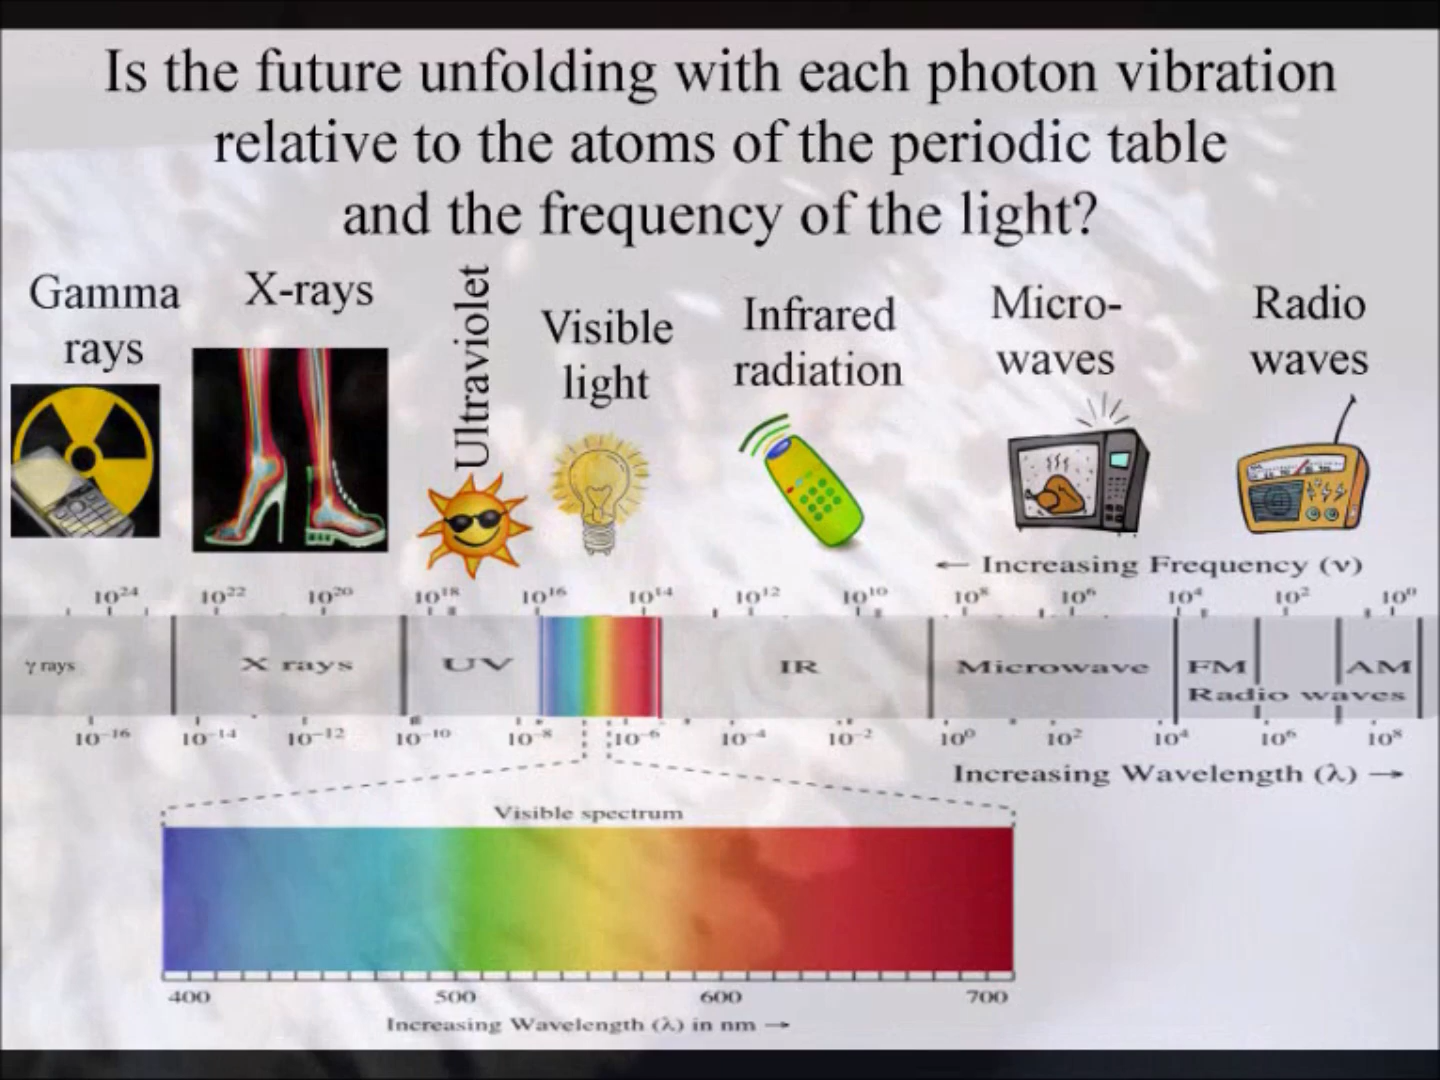 Is the future unfolding with each photon vibration
relative to the atoms of the periodic table
and the frequency of the light?
Gamma
rays
X-rays
Ultraviolet
Visible
light
Infrared
radiation
Micro-
waves
Radio
waves
← Increasing Frequency (ν)
10²⁴ 10²² 10²⁰ 10¹⁸ 10¹⁶ 10¹⁴ 10¹² 10¹⁰ 10⁸ 10⁶ 10⁴ 10² 10⁰
γ rays X rays UV IR Microwave FM AM
Radio waves
10⁻¹⁶ 10⁻¹⁴ 10⁻¹² 10⁻¹⁰ 10⁻⁸ 10⁻⁶ 10⁻⁴ 10⁻² 10⁰ 10² 10⁴ 10⁶ 10⁸
Increasing Wavelength (λ) →
Visible spectrum
400 500 600 700
Increasing Wavelength (λ) in nm →